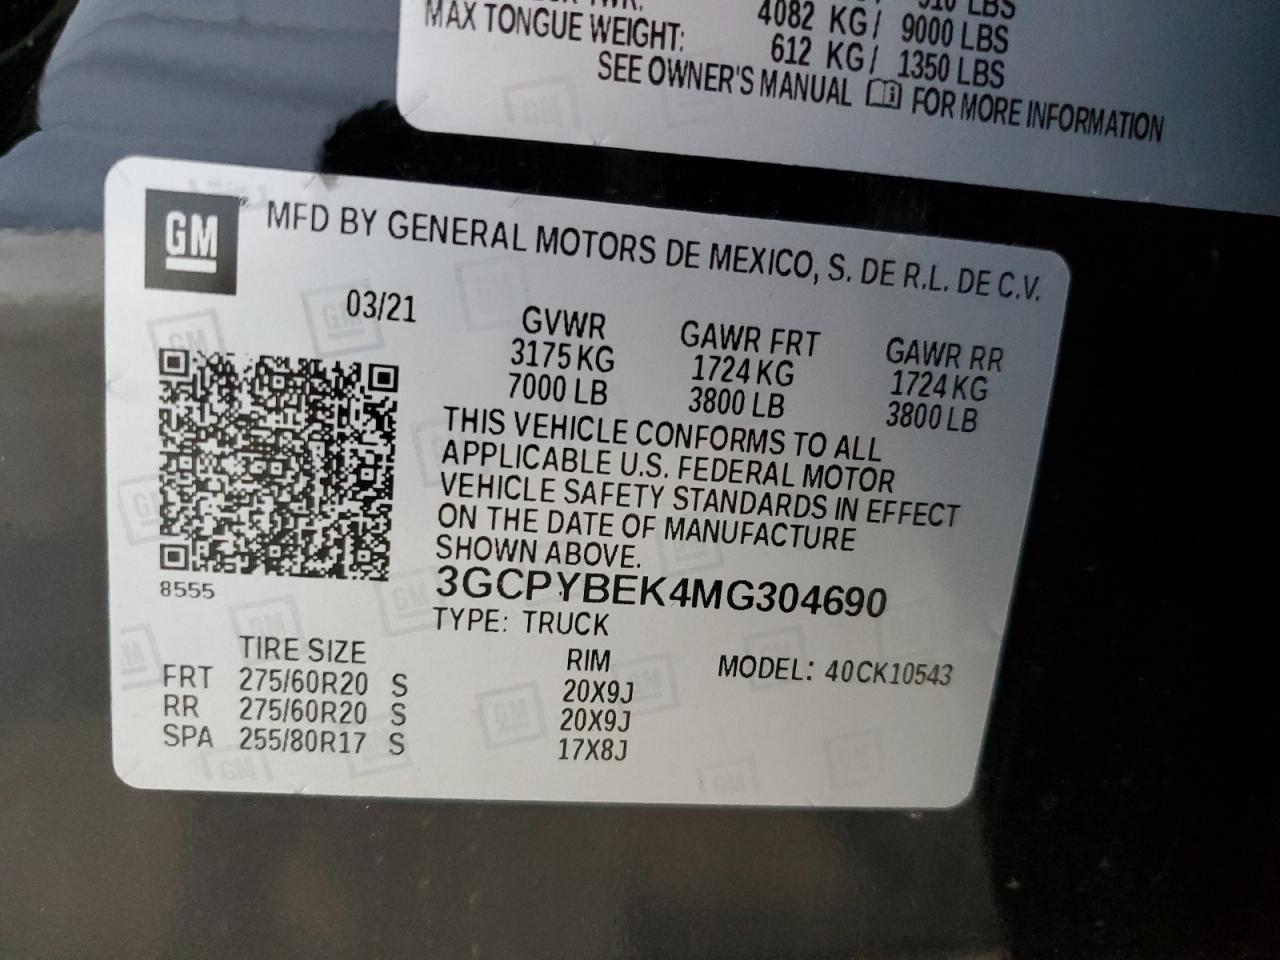 4082 KG/ 9000 LBS
MAX TONGUE WEIGHT: 612 KG/ 1350 LBS
SEE OWNER'S MANUAL FOR MORE INFORMATION
GM® MFD BY GENERAL MOTORS DE MEXICO, S. DE R.L. DE C.V.
03/21
GVWR GAWR FRT GAWR RR
3175 KG 1724 KG 1724 KG
7000 LB 3800 LB 3800 LB
THIS VEHICLE CONFORMS TO ALL
APPLICABLE U.S. FEDERAL MOTOR
VEHICLE SAFETY STANDARDS IN EFFECT
ON THE DATE OF MANUFACTURE
SHOWN ABOVE.
8555
3GCPYBEK4MG304690
TYPE: TRUCK
TIRE SIZE RIM MODEL: 40CK10543
FRT 275/60R20 S 20X9J
RR 275/60R20 S 20X9J
SPA 255/80R17 S 17X8J